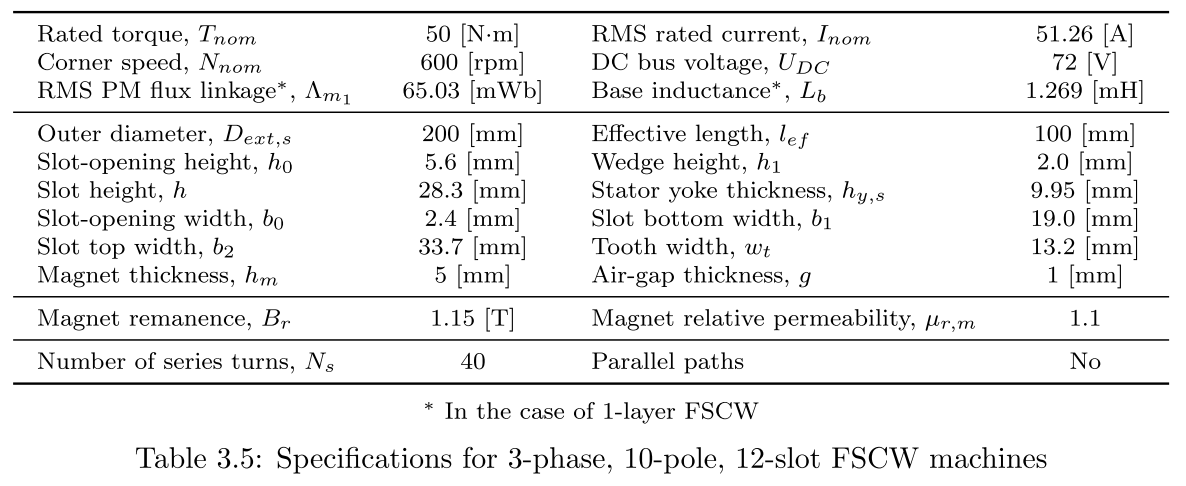 Rated torque, T_nom 50 [N·m] RMS rated current, I_nom 51.26 [A]
Corner speed, N_nom 600 [rpm] DC bus voltage, U_DC 72 [V]
RMS PM flux linkage*, Λ_m1 65.03 [mWb] Base inductance*, L_b 1.269 [mH]
Outer diameter, D_ext,s 200 [mm] Effective length, l_ef 100 [mm]
Slot-opening height, h_0 5.6 [mm] Wedge height, h_1 2.0 [mm]
Slot height, h 28.3 [mm] Stator yoke thickness, h_y,s 9.95 [mm]
Slot-opening width, b_0 2.4 [mm] Slot bottom width, b_1 19.0 [mm]
Slot top width, b_2 33.7 [mm] Tooth width, w_t 13.2 [mm]
Magnet thickness, h_m 5 [mm] Air-gap thickness, g 1 [mm]
Magnet remanence, B_r 1.15 [T] Magnet relative permeability, μ_r,m 1.1
Number of series turns, N_s 40 Parallel paths No
* In the case of 1-layer FSCW
Table 3.5: Specifications for 3-phase, 10-pole, 12-slot FSCW machines